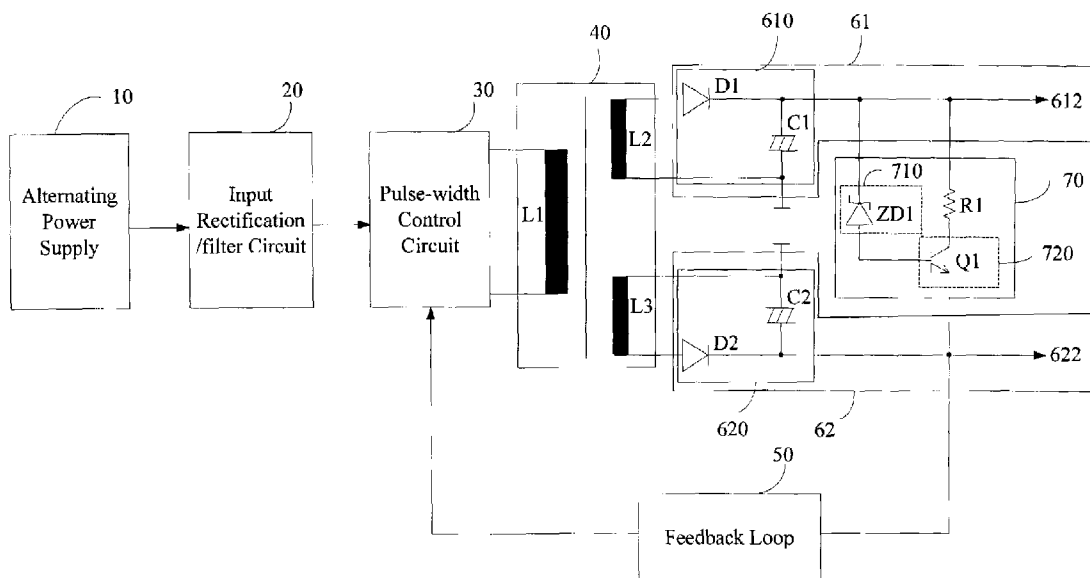 10
20
30
40
610
61
Alternating
Power
Supply
Input
Rectification
/filter Circuit
Pulse-width
Control
Circuit
L1
L2
L3
D1
C1
612
710
ZD1
R1
70
Q1
720
C2
D2
622
620
62
50
Feedback Loop